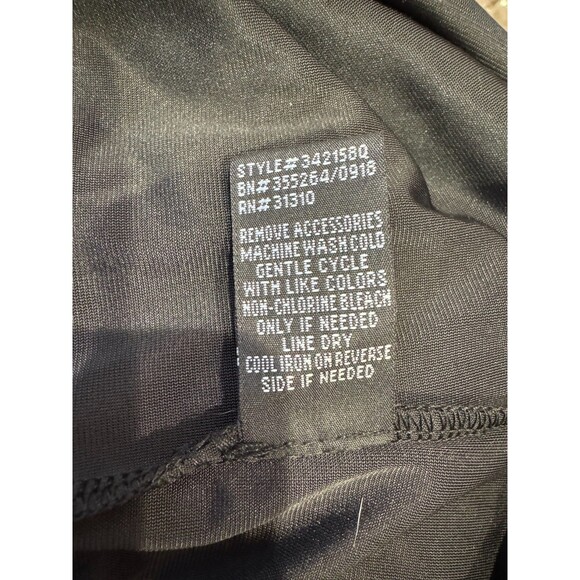 STYLE# 342158Q
BN#355264/0918
RN#31310
REMOVE ACCESSORIES
MACHINE WASH COLD
GENTLE CYCLE
WITH LIKE COLORS
NON-CHLORINE BLEACH
ONLY IF NEEDED
LINE DRY
COOL IRON ON REVERSE
SIDE IF NEEDED